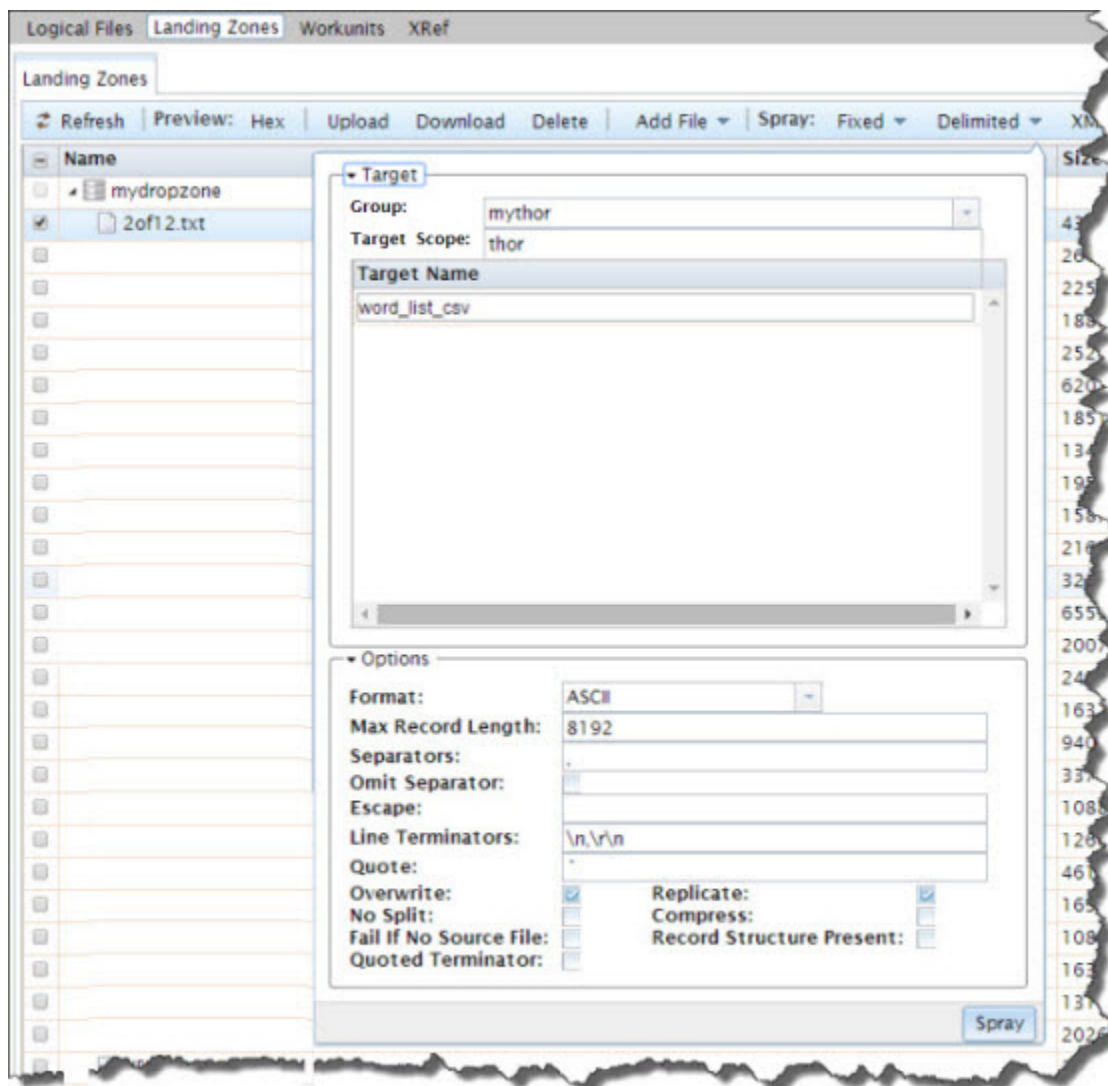 Logical Files Landing Zones Workunits XRef
Landing Zones
Refresh Preview: Hex Upload Download Delete Add File Spray: Fixed Delimited
Name
mydropzone
2of12.txt
Target
Group: mythor
Target Scope: thor
Target Name
word_list_csv
Options
Format: ASCII
Max Record Length: 8192
Separators: ,
Omit Separator:
Escape:
Line Terminators: \n,\r\n
Quote: '
Overwrite: Replicate:
No Split: Compress:
Fail If No Source File: Record Structure Present:
Quoted Terminator:
Spray